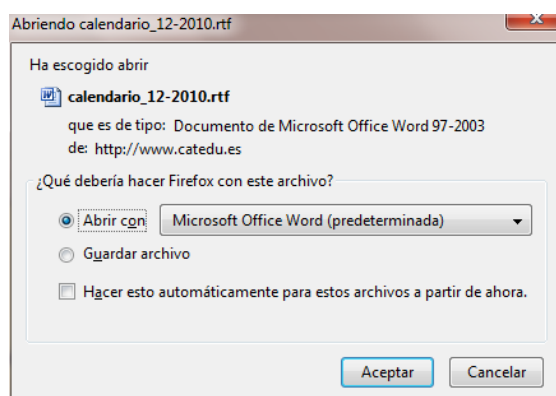 Abriendo calendario_12-2010.rtf
Ha escogido abrir
calendario_12-2010.rtf
que es de tipo: Documento de Microsoft Office Word 97-2003
de: http://www.catedu.es
¿Qué debería hacer Firefox con este archivo?
Abrir con Microsoft Office Word (predeterminada)
Guardar archivo
Hacer esto automáticamente para estos archivos a partir de ahora.
Aceptar Cancelar